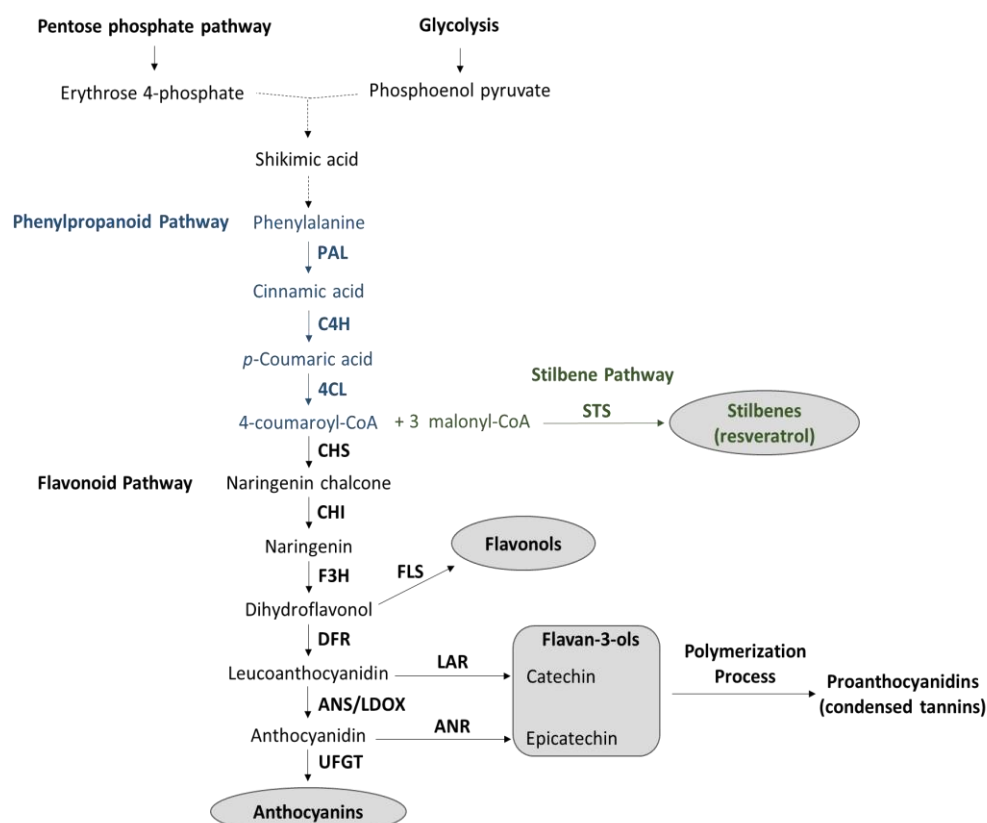 Pentose phosphate pathway
Glycolysis
Erythrose 4-phosphate
Phosphoenol pyruvate
Shikimic acid
Phenylpropanoid Pathway
Phenylalanine
PAL
Cinnamic acid
C4H
p-Coumaric acid
4CL
Stilbene Pathway
4-coumaroyl-CoA + 3 malonyl-CoA
STS
Stilbenes
(resveratrol)
CHS
Flavonoid Pathway
Naringenin chalcone
CHI
Naringenin
Flavonols
F3H
FLS
Dihydroflavonol
DFR
Flavan-3-ols
Leucoanthocyanidin
LAR
Catechin
Polymerization
Process
Proanthocyanidins
(condensed tannins)
ANS/LDOX
Anthocyanidin
ANR
Epicatechin
UFGT
Anthocyanins